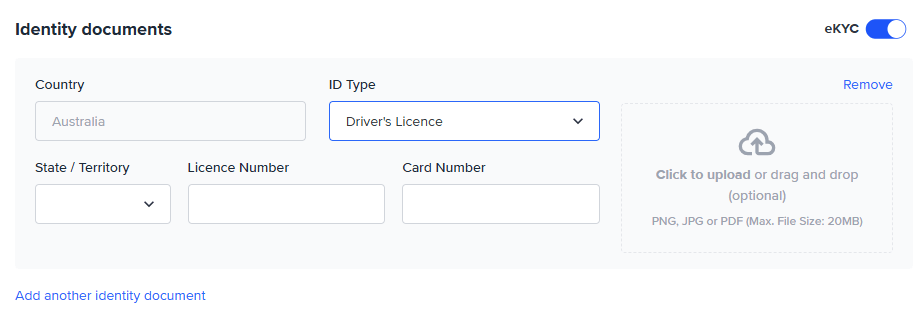 Identity documents
eKYC
Country
ID Type
Remove
Australia
Driver's Licence
State / Territory
Licence Number
Card Number
Click to upload or drag and drop
(optional)
PNG, JPG or PDF (Max. File Size: 20MB)
Add another identity document